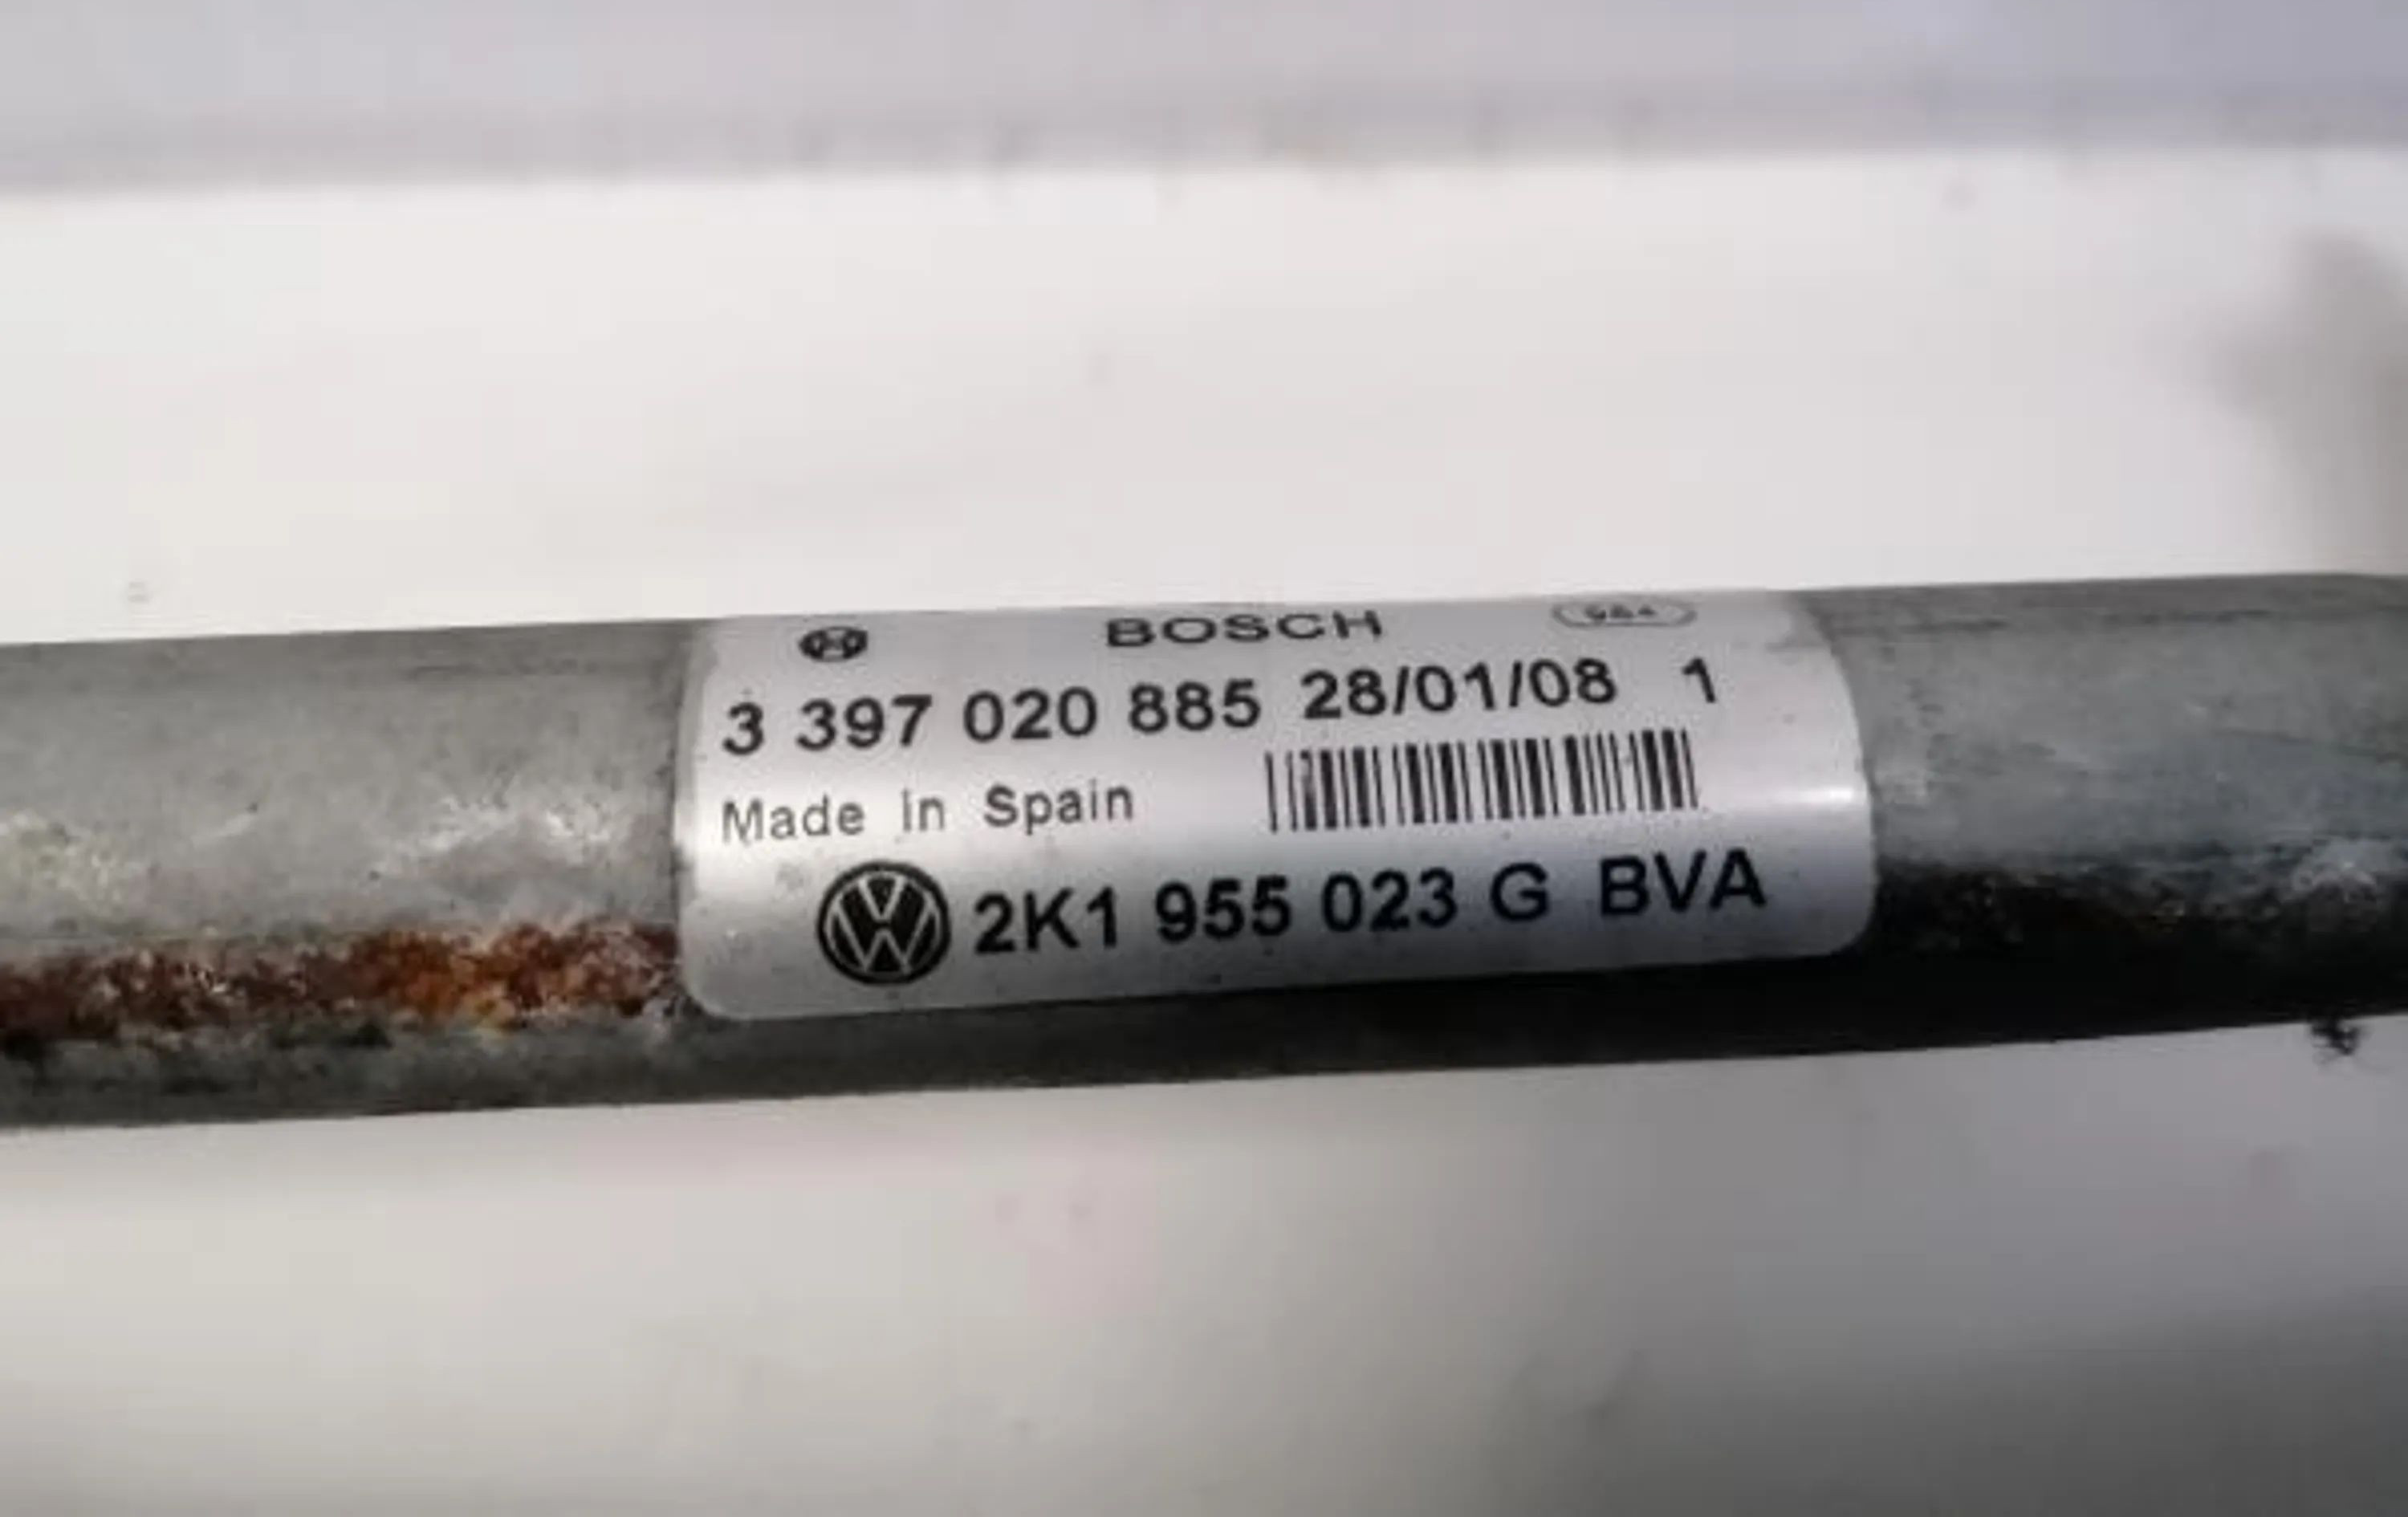 BOSCH
3 397 020 885 28/01/08 1
Made in Spain
2K1 955 023 G BVA